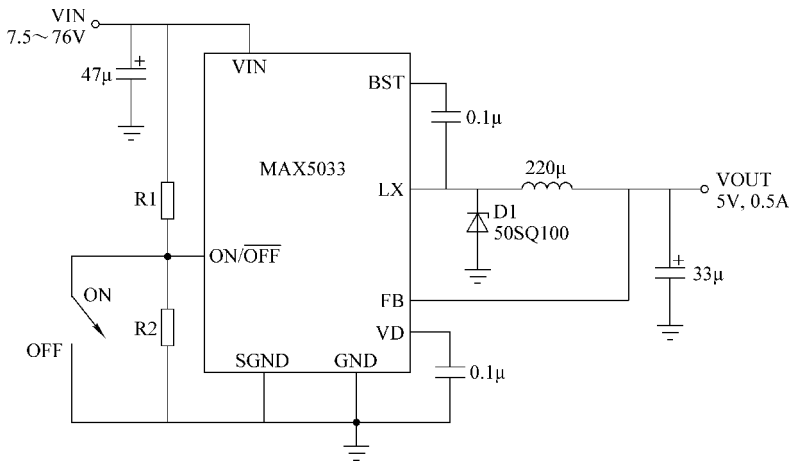 VIN
7.5～76V
47μ
+
VIN
BST
0.1μ
MAX5033
R1
LX
220μ
VOUT
5V, 0.5A
D1
50SQ100
ON/OFF
+
33μ
ON
FB
R2
VD
OFF
SGND
GND
0.1μ